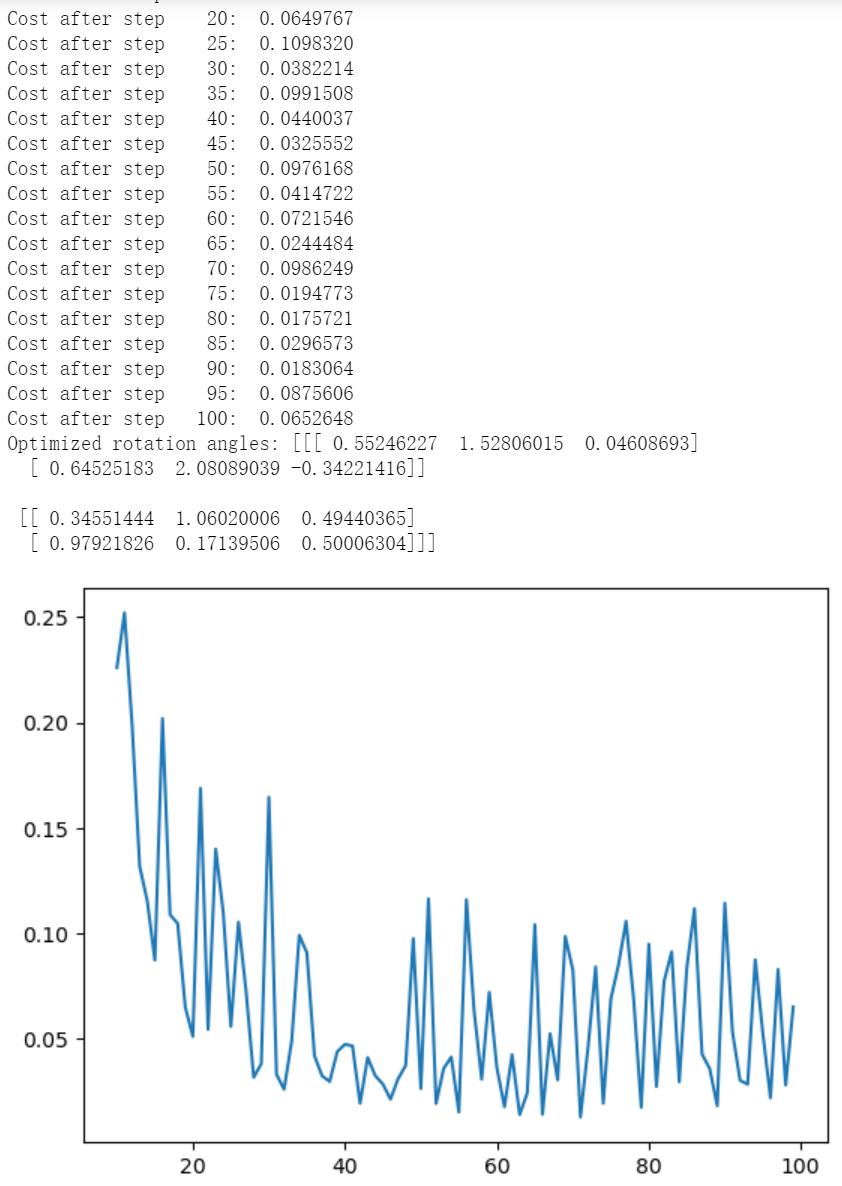 Cost after step    20:  0.0649767
Cost after step    25:  0.1098320
Cost after step    30:  0.0382214
Cost after step    35:  0.0991508
Cost after step    40:  0.0440037
Cost after step    45:  0.0325552
Cost after step    50:  0.0976168
Cost after step    55:  0.0414722
Cost after step    60:  0.0721546
Cost after step    65:  0.0244484
Cost after step    70:  0.0986249
Cost after step    75:  0.0194773
Cost after step    80:  0.0175721
Cost after step    85:  0.0296573
Cost after step    90:  0.0183064
Cost after step    95:  0.0875606
Cost after step   100:  0.0652648
Optimized rotation angles: [[[ 0.55246227  1.52806015  0.04608693]
  [ 0.64525183  2.08089039 -0.34221416]]
 [[ 0.34551444  1.06020006  0.49440365]
  [ 0.97921826  0.17139506  0.50006304]]]
0.25
0.20
0.15
0.10
0.05
20 40 60 80 100